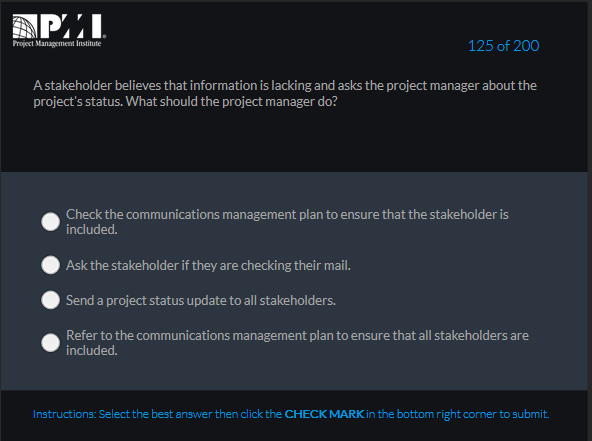 PMI
Project Management Institute
125 of 200
A stakeholder believes that information is lacking and asks the project manager about the
project's status. What should the project manager do?
Check the communications management plan to ensure that the stakeholder is
included.
Ask the stakeholder if they are checking their mail.
Send a project status update to all stakeholders.
Refer to the communications management plan to ensure that all stakeholders are
included.
Instructions: Select the best answer then click the CHECK MARK in the bottom right corner to submit.